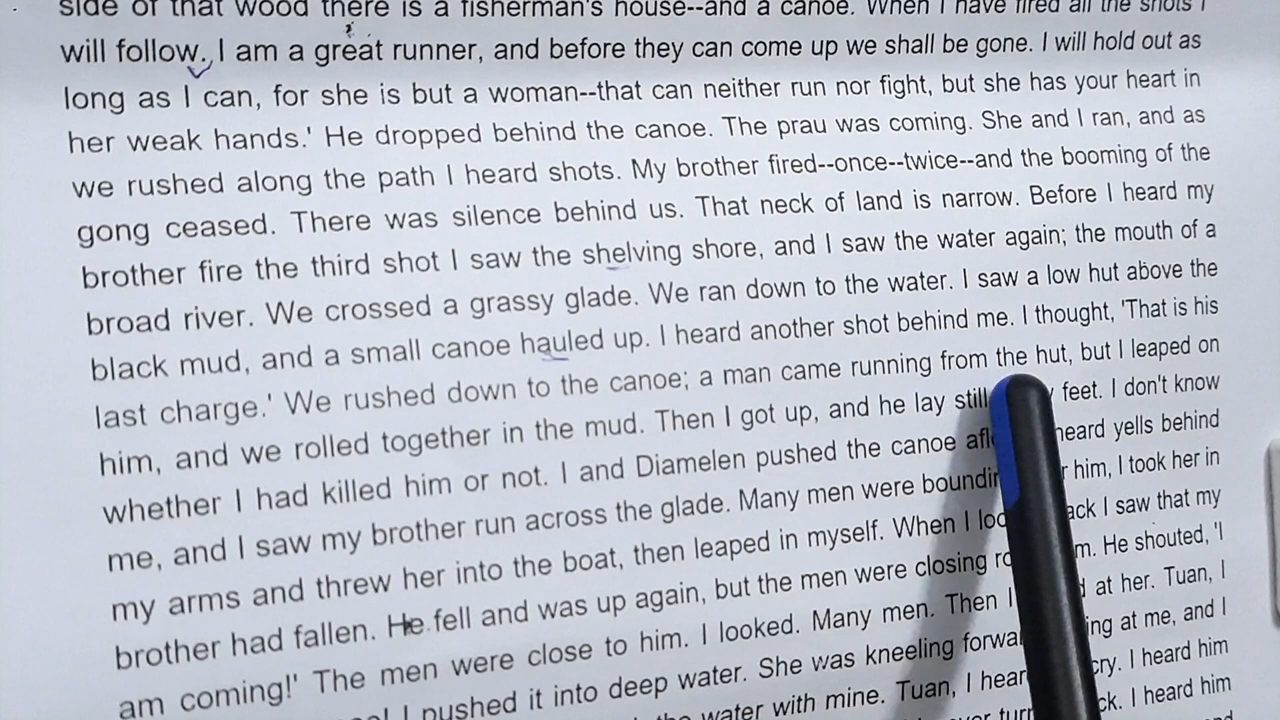 side of that wood there is a fisherman's house--and a canoe. When I have fired all the shots I
will follow. I am a great runner, and before they can come up we shall be gone. I will hold out as
long as I can, for she is but a woman--that can neither run nor fight, but she has your heart in
her weak hands.' He dropped behind the canoe. The prau was coming. She and I ran, and as
we rushed along the path I heard shots. My brother fired--once--twice--and the booming of the
gong ceased. There was silence behind us. That neck of land is narrow. Before I heard my
brother fire the third shot I saw the shelving shore, and I saw the water again; the mouth of a
broad river. We crossed a grassy glade. We ran down to the water. I saw a low hut above the
black mud, and a small canoe hauled up. I heard another shot behind me. I thought, 'That is his
last charge.' We rushed down to the canoe; a man came running from the hut, but I leaped on
him, and we rolled together in the mud. Then I got up, and he lay still feet. I don't know
whether I had killed him or not. I and Diamelen pushed the canoe heard yells behind
me, and I saw my brother run across the glade. Many men were him, I took her in
my arms and threw her into the boat, then leaped in myself. When I I saw that my
brother had fallen. He fell and was up again, but the men were closing He shouted, 'I
am coming!' The men were close to him. I looked. Many men. Then I at her. Tuan, I
I pushed it into deep water. She was kneeling at me, and I
the water with mine. Tuan, I cry. I heard him
I heard him